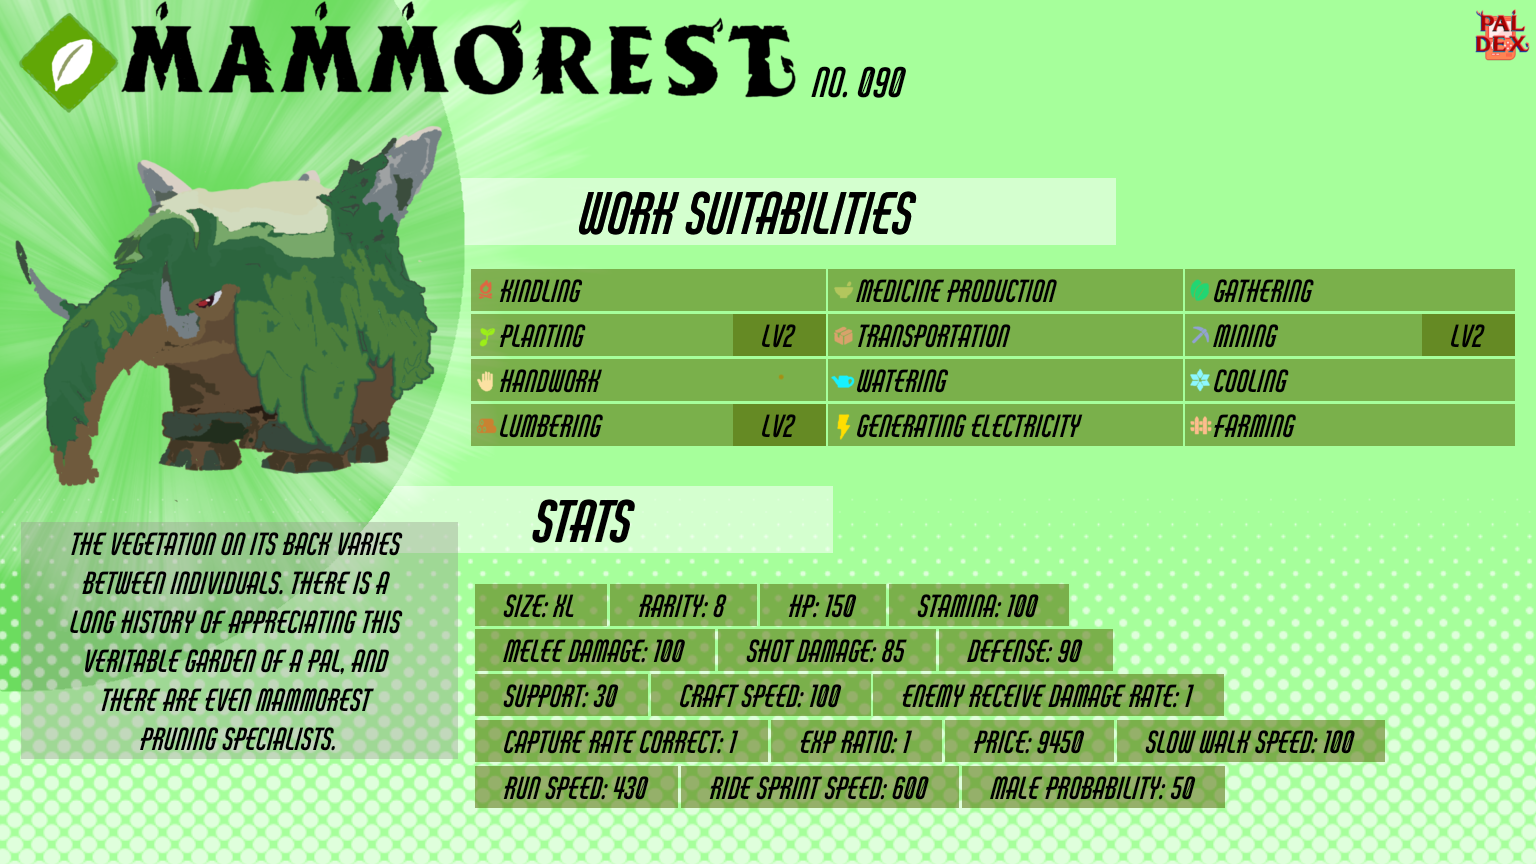 MAMMOREST NO. 090
PAL
DEX
WORK SUITABILITIES
KINDLING MEDICINE PRODUCTION GATHERING
PLANTING LV2 TRANSPORTATION MINING LV2
HANDWORK WATERING COOLING
LUMBERING LV2 GENERATING ELECTRICITY FARMING
STATS
THE VEGETATION ON ITS BACK VARIES
BETWEEN INDIVIDUALS. THERE IS A
LONG HISTORY OF APPRECIATING THIS
VERITABLE GARDEN OF A PAL, AND
THERE ARE EVEN MAMMOREST
PRUNING SPECIALISTS.
SIZE: XL RARITY: 8 HP: 150 STAMINA: 100
MELEE DAMAGE: 100 SHOT DAMAGE: 85 DEFENSE: 90
SUPPORT: 30 CRAFT SPEED: 100 ENEMY RECEIVE DAMAGE RATE: 1
CAPTURE RATE CORRECT: 1 EXP RATIO: 1 PRICE: 9450 SLOW WALK SPEED: 100
RUN SPEED: 430 RIDE SPRINT SPEED: 600 MALE PROBABILITY: 50